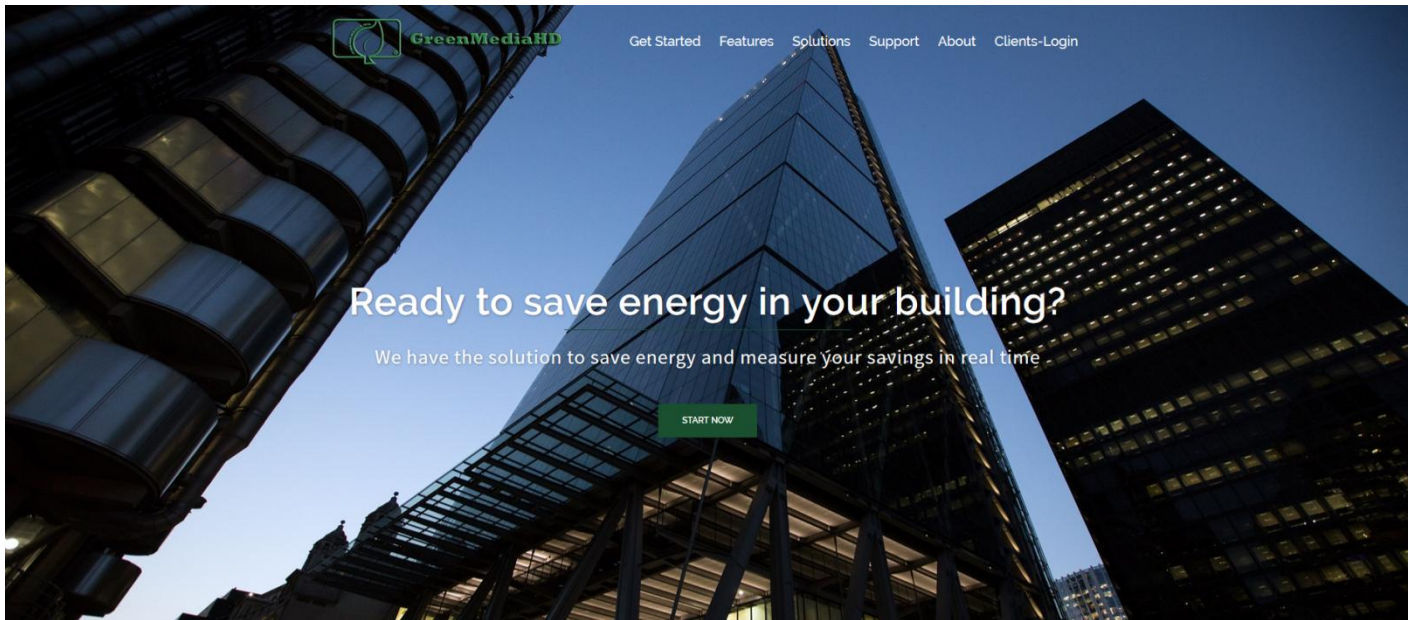 GreenMediaHD
Get Started Features Solutions Support About Clients-Login
Ready to save energy in your building?
We have the solution to save energy and measure your savings in real time
START NOW